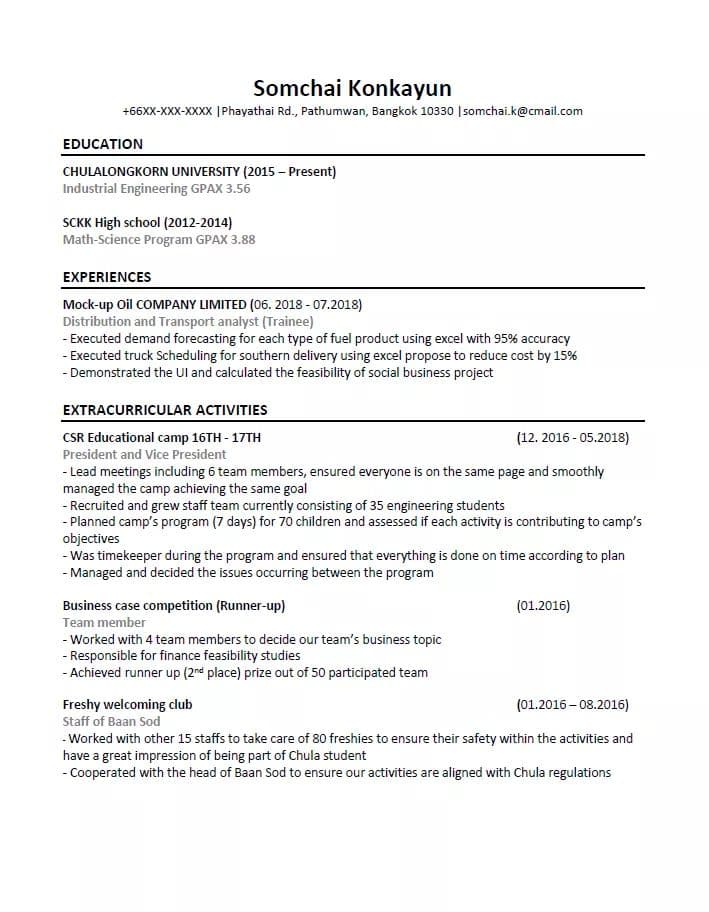 Somchai Konkayun
+66XX-XXX-XXXX |Phayathai Rd., Pathumwan, Bangkok 10330 |somchai.k@cmail.com
EDUCATION
CHULALONGKORN UNIVERSITY (2015 – Present)
Industrial Engineering GPAX 3.56
SCKK High school (2012-2014)
Math-Science Program GPAX 3.88
EXPERIENCES
Mock-up Oil COMPANY LIMITED (06. 2018 - 07.2018)
Distribution and Transport analyst (Trainee)
- Executed demand forecasting for each type of fuel product using excel with 95% accuracy
- Executed truck Scheduling for southern delivery using excel propose to reduce cost by 15%
- Demonstrated the UI and calculated the feasibility of social business project
EXTRACURRICULAR ACTIVITIES
CSR Educational camp 16TH - 17TH (12. 2016 - 05.2018)
President and Vice President
- Lead meetings including 6 team members, ensured everyone is on the same page and smoothly
managed the camp achieving the same goal
- Recruited and grew staff team currently consisting of 35 engineering students
- Planned camp’s program (7 days) for 70 children and assessed if each activity is contributing to camp’s
objectives
- Was timekeeper during the program and ensured that everything is done on time according to plan
- Managed and decided the issues occurring between the program
Business case competition (Runner-up) (01.2016)
Team member
- Worked with 4 team members to decide our team’s business topic
- Responsible for finance feasibility studies
- Achieved runner up (2nd place) prize out of 50 participated team
Freshy welcoming club (01.2016 – 08.2016)
Staff of Baan Sod
- Worked with other 15 staffs to take care of 80 freshies to ensure their safety within the activities and
have a great impression of being part of Chula student
- Cooperated with the head of Baan Sod to ensure our activities are aligned with Chula regulations